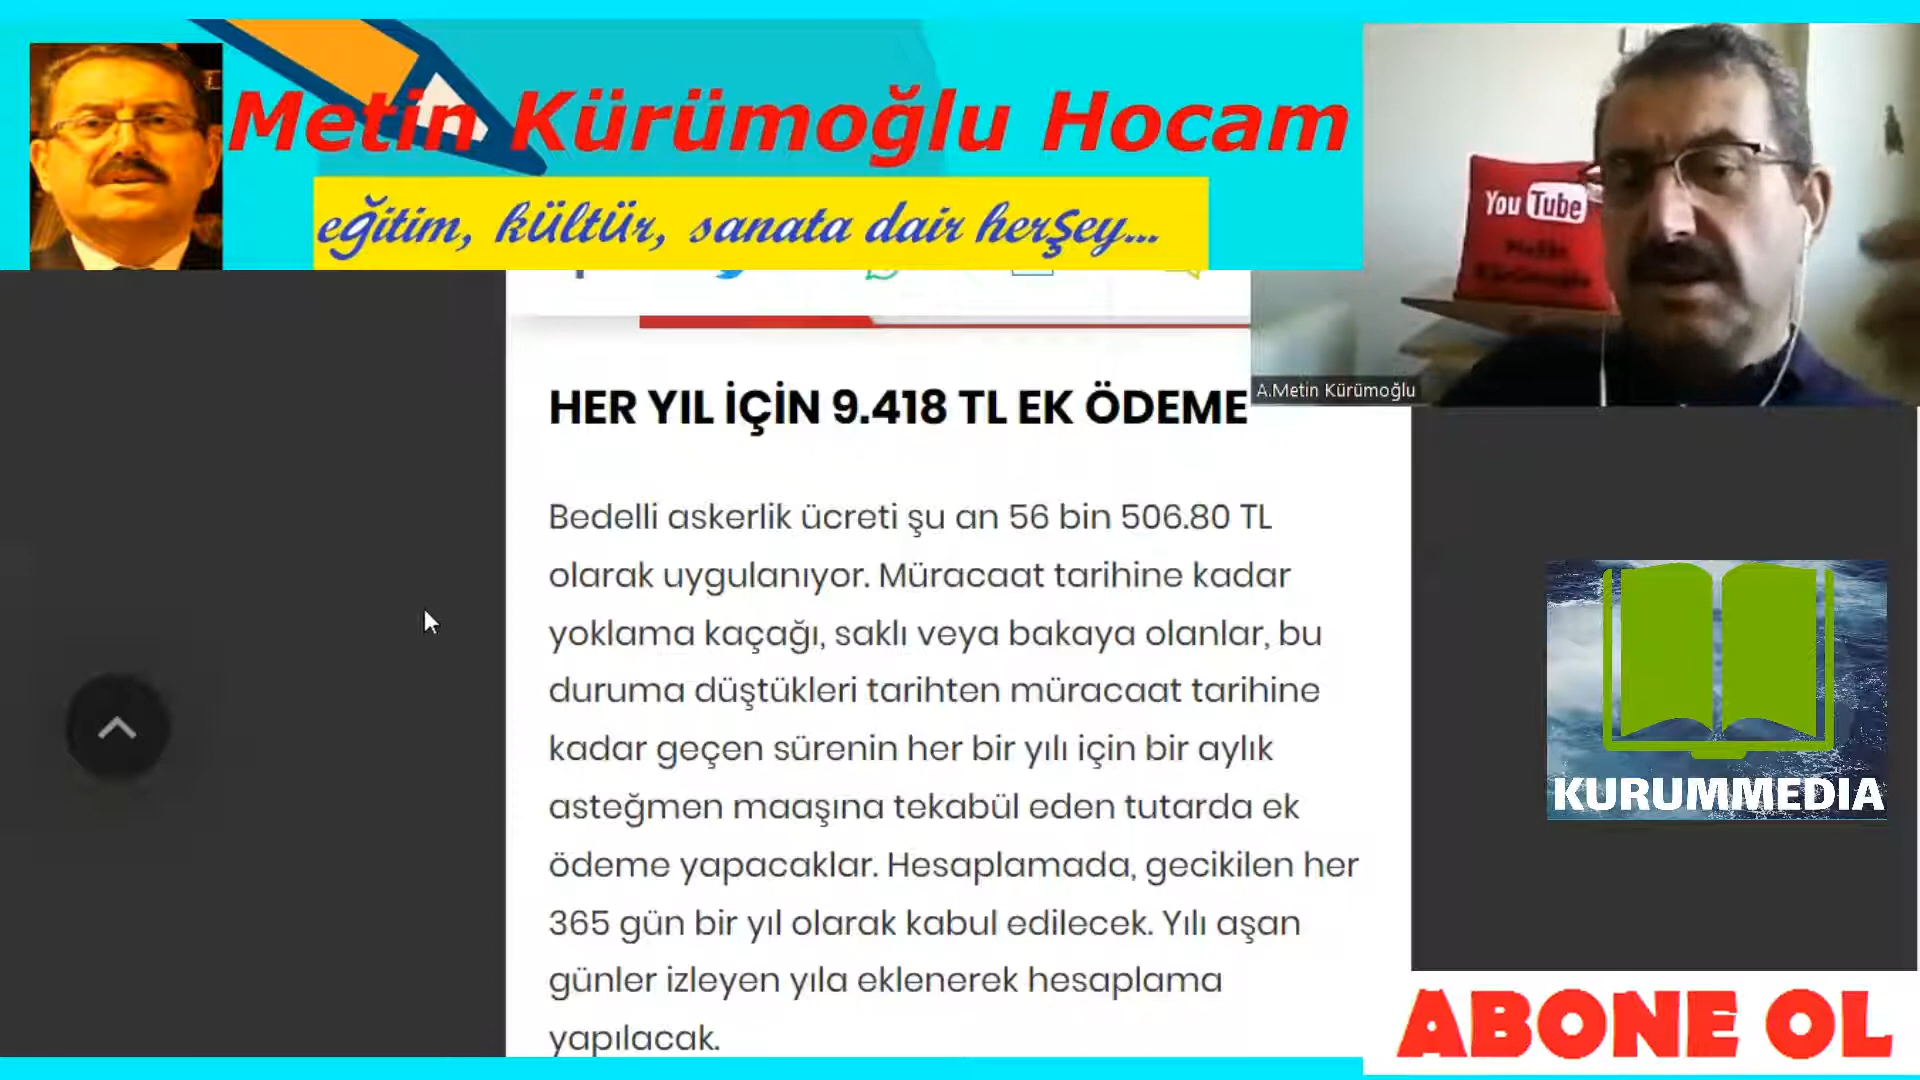 Metin Kürümoğlu Hocam
eğitim, kültür, sanata dair herşey...
You Tube
A.Metin Kürümoğlu
HER YIL İÇİN 9.418 TL EK ÖDEME
Bedelli askerlik ücreti şu an 56 bin 506.80 TL
olarak uygulanıyor. Müracaat tarihine kadar
yoklama kaçağı, saklı veya bakaya olanlar, bu
duruma düştükleri tarihten müracaat tarihine
kadar geçen sürenin her bir yılı için bir aylık
asteğmen maaşına tekabül eden tutarda ek
ödeme yapacaklar. Hesaplamada, gecikilen her
365 gün bir yıl olarak kabul edilecek. Yılı aşan
günler izleyen yıla eklenerek hesaplama
yapılacak.
KURUMMEDIA
ABONE OL